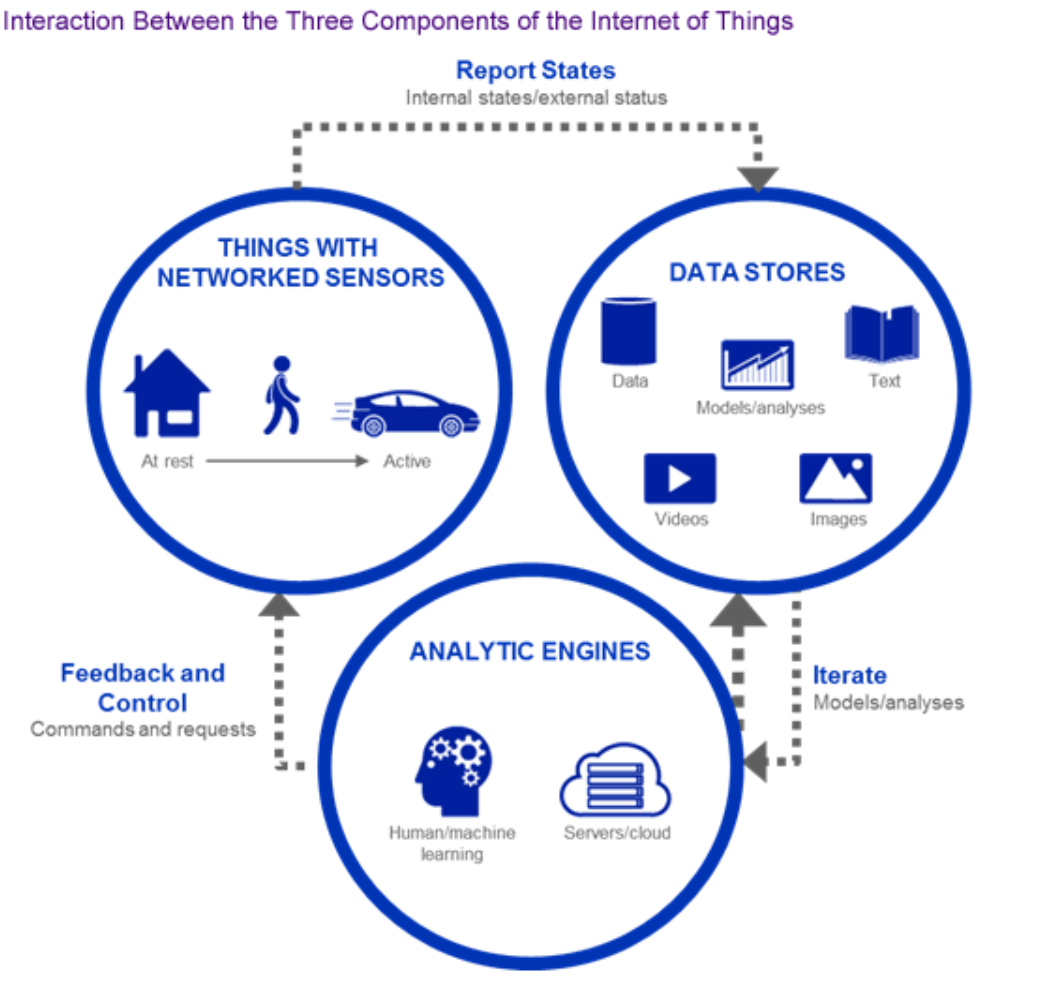 Interaction Between the Three Components of the Internet of Things
Report States
Internal states/external status
THINGS WITH
NETWORKED SENSORS
At rest
Active
DATA STORES
Data
Models/analyses
Text
Videos
Images
Feedback and
Control
Commands and requests
ANALYTIC ENGINES
Human/machine
learning
Servers/cloud
Iterate
Models/analyses